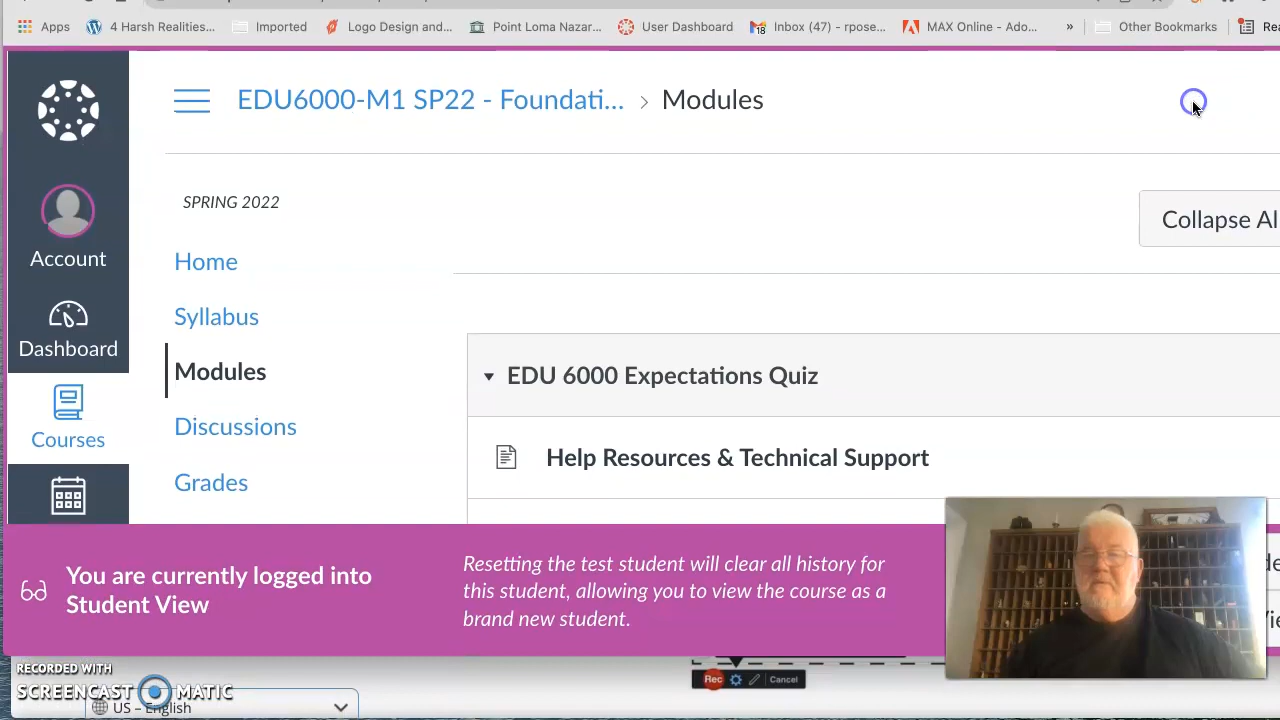 Apps
4 Harsh Realities...
Imported
Logo Design and...
Point Loma Nazar...
User Dashboard
Inbox (47) - rpose...
MAX Online - Ado...
»
Other Bookmarks
EDU6000-M1 SP22 - Foundati... › Modules
SPRING 2022
Collapse Al
Account
Home
Syllabus
Dashboard
Modules
EDU 6000 Expectations Quiz
Discussions
Courses
Help Resources & Technical Support
Grades
You are currently logged into
Student View
Resetting the test student will clear all history for
this student, allowing you to view the course as a
brand new student.
RECORDED WITH
SCREENCAST MATIC
Rec
Cancel
US – English